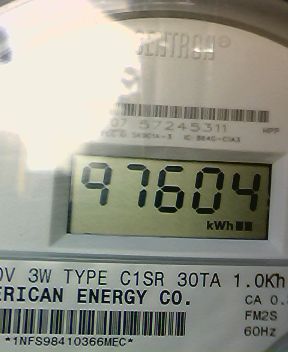 CENTRON®
07 57245311 HPP
97604
kWh
0V 3W TYPE C1SR 30TA 1.0Kh
ERICAN ENERGY CO. CA 0.
FM2S
*1NFS98410366MEC* 60Hz